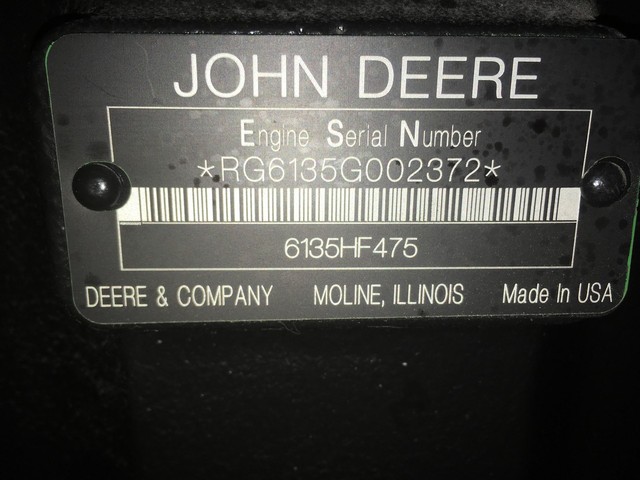 JOHN DEERE
Engine Serial Number
*RG6135G002372*
6135HF475
DEERE & COMPANY MOLINE, ILLINOIS Made In USA